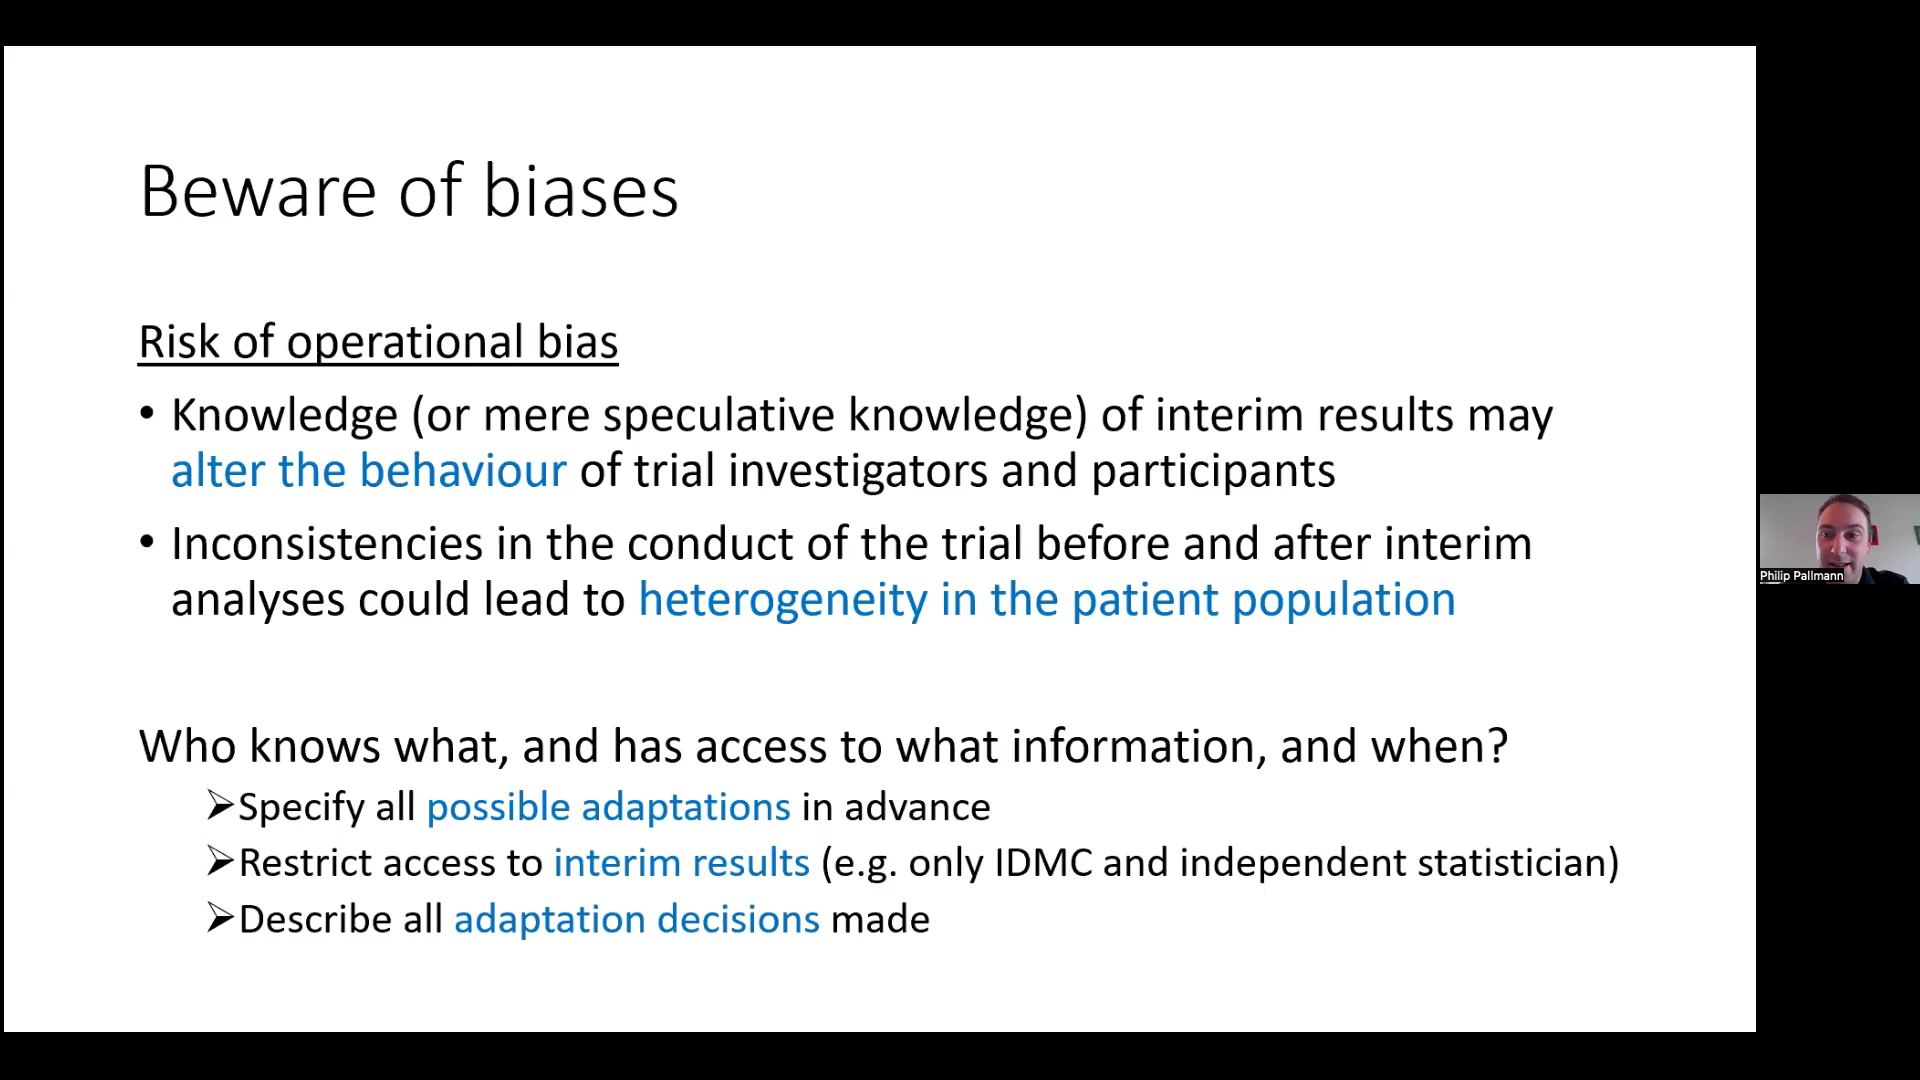 Beware of biases
Risk of operational bias
• Knowledge (or mere speculative knowledge) of interim results may
alter the behaviour of trial investigators and participants
• Inconsistencies in the conduct of the trial before and after interim
analyses could lead to heterogeneity in the patient population
Who knows what, and has access to what information, and when?
➢Specify all possible adaptations in advance
➢Restrict access to interim results (e.g. only IDMC and independent statistician)
➢Describe all adaptation decisions made
Philip Pallmann